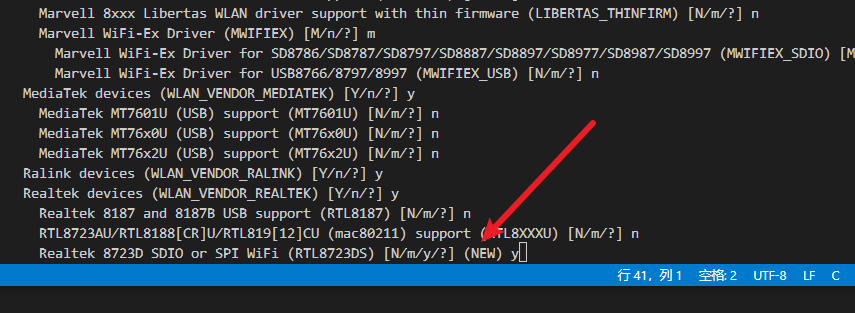 Marvell 8xxx Libertas WLAN driver support with thin firmware (LIBERTAS_THINFIRM) [N/m/?] n
Marvell WiFi-Ex Driver (MWIFIEX) [M/n/?] m
Marvell WiFi-Ex Driver for SD8786/SD8787/SD8797/SD8887/SD8897/SD8977/SD8987/SD8997 (MWIFIEX_SDIO) [M
Marvell WiFi-Ex Driver for USB8766/8797/8997 (MWIFIEX_USB) [N/m/?] n
MediaTek devices (WLAN_VENDOR_MEDIATEK) [Y/n/?] y
MediaTek MT7601U (USB) support (MT7601U) [N/m/?] n
MediaTek MT76x0U (USB) support (MT76x0U) [N/m/?] n
MediaTek MT76x2U (USB) support (MT76x2U) [N/m/?] n
Ralink devices (WLAN_VENDOR_RALINK) [Y/n/?] y
Realtek devices (WLAN_VENDOR_REALTEK) [Y/n/?] y
Realtek 8187 and 8187B USB support (RTL8187) [N/m/?] n
RTL8723AU/RTL8188[CR]U/RTL819[12]CU (mac80211) support (RTL8XXXU) [N/m/?] n
Realtek 8723D SDIO or SPI WiFi (RTL8723DS) [N/m/y/?] (NEW) y
行 41，列 1 空格: 2 UTF-8 LF C